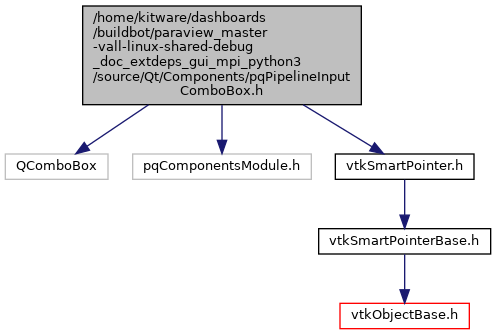 /home/kitware/dashboards
/buildbot/paraview_master
-vall-linux-shared-debug
_doc_extdeps_gui_mpi_python3
/source/Qt/Components/pqPipelineInput
ComboBox.h
QComboBox
pqComponentsModule.h
vtkSmartPointer.h
vtkSmartPointerBase.h
vtkObjectBase.h